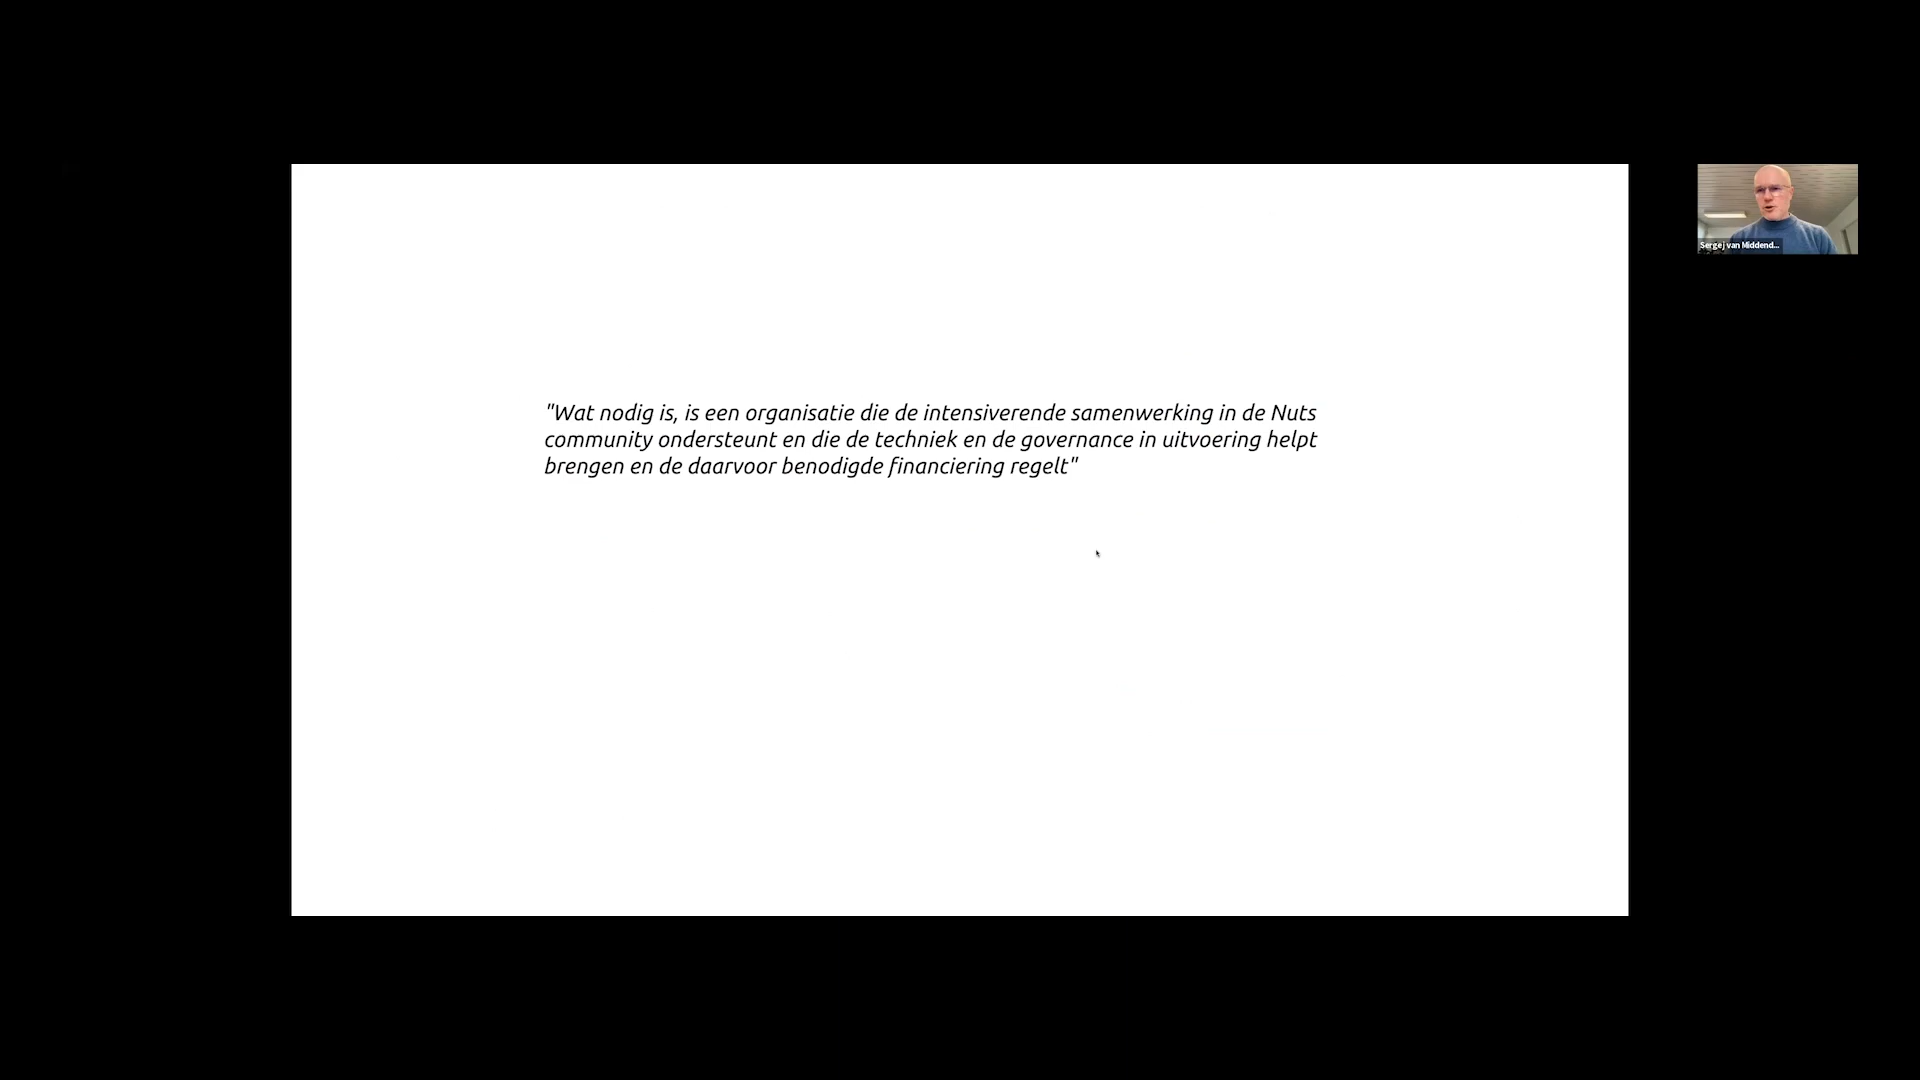 "Wat nodig is, is een organisatie die de intensiverende samenwerking in de Nuts
community ondersteunt en die de techniek en de governance in uitvoering helpt
brengen en de daarvoor benodigde financiering regelt"
Sergej van Middend...